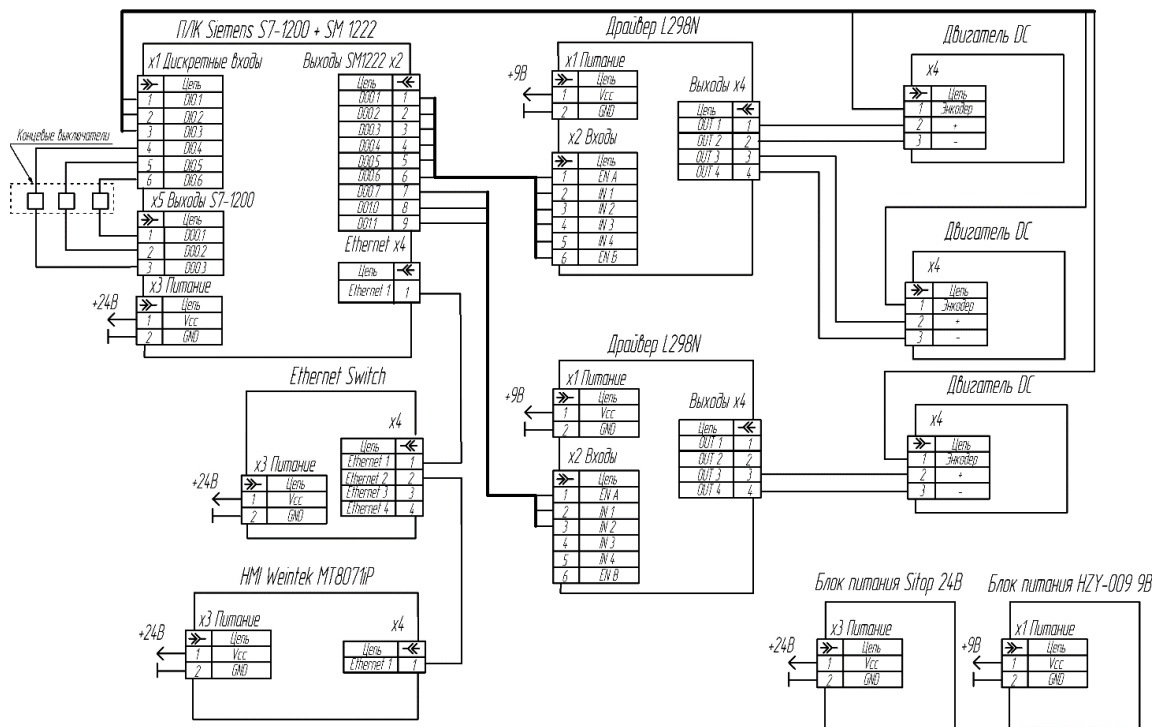 ПЛК Siemens S7-1200 + SM 1222
x1 Дискретные входы
Цепь
1 DI0.1
2 DI0.2
3 DI0.3
4 DI0.4
5 DI0.5
6 DI0.6
Концевые выключатели
x5 Выходы S7-1200
Цепь
1 DO0.1
2 DO0.2
3 DO0.3
x3 Питание
+24В
Цепь
1 Vcc
2 GND
Выходы SM1222 x2
Цепь
DO0.1 1
DO0.2 2
DO0.3 3
DO0.4 4
DO0.5 5
DO0.6 6
DO0.7 7
DO1.0 8
DO1.1 9
Ethernet x4
Цепь
Ethernet 1 1
Драйвер L298N
x1 Питание
+9В
Цепь
1 Vcc
2 GND
x2 Входы
Цепь
1 EN A
2 IN 1
3 IN 2
4 IN 3
5 IN 4
6 EN B
Выходы x4
Цепь
OUT 1 1
OUT 2 2
OUT 3 3
OUT 4 4
Двигатель DC
x4
Цепь
1 Энкодер
2 +
3 -
Двигатель DC
x4
Цепь
1 Энкодер
2 +
3 -
Ethernet Switch
x3 Питание
+24В
Цепь
1 Vcc
2 GND
x4
Цепь
Ethernet 1 1
Ethernet 2 2
Ethernet 3 3
Ethernet 4 4
Драйвер L298N
x1 Питание
+9В
Цепь
1 Vcc
2 GND
x2 Входы
Цепь
1 EN A
2 IN 1
3 IN 2
4 IN 3
5 IN 4
6 EN B
Выходы x4
Цепь
OUT 1 1
OUT 2 2
OUT 3 3
OUT 4 4
Двигатель DC
x4
Цепь
1 Энкодер
2 +
3 -
HMI Weintek MT8071iP
x3 Питание
+24В
Цепь
1 Vcc
2 GND
x4
Цепь
Ethernet 1 1
Блок питания Sitop 24В
x3 Питание
+24В
Цепь
1 Vcc
2 GND
Блок питания HZY-009 9В
x1 Питание
+9В
Цепь
1 Vcc
2 GND